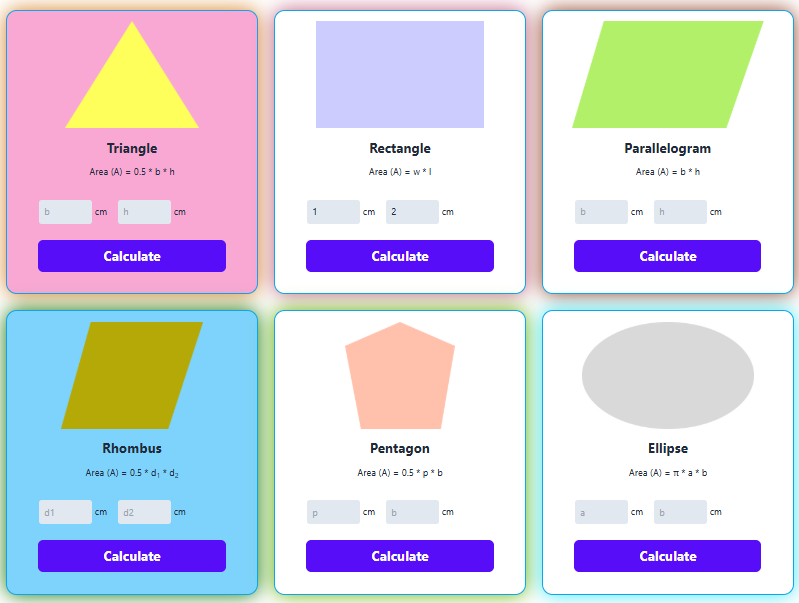 Triangle
Area (A) = 0.5 * b * h
b cm h cm
Calculate
Rectangle
Area (A) = w * l
1 cm 2 cm
Calculate
Parallelogram
Area (A) = b * h
b cm h cm
Calculate
Rhombus
Area (A) = 0.5 * d₁ * d₂
d1 cm d2 cm
Calculate
Pentagon
Area (A) = 0.5 * p * b
p cm b cm
Calculate
Ellipse
Area (A) = π * a * b
a cm b cm
Calculate